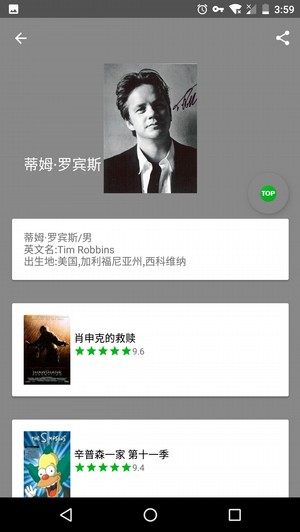 3:59
蒂姆·罗宾斯
TOP
蒂姆·罗宾斯/男
英文名:Tim Robbins
出生地:美国,加利福尼亚州,西科维纳
肖申克的救赎
9.6
THE SIMPSONS
辛普森一家 第十一季
9.4